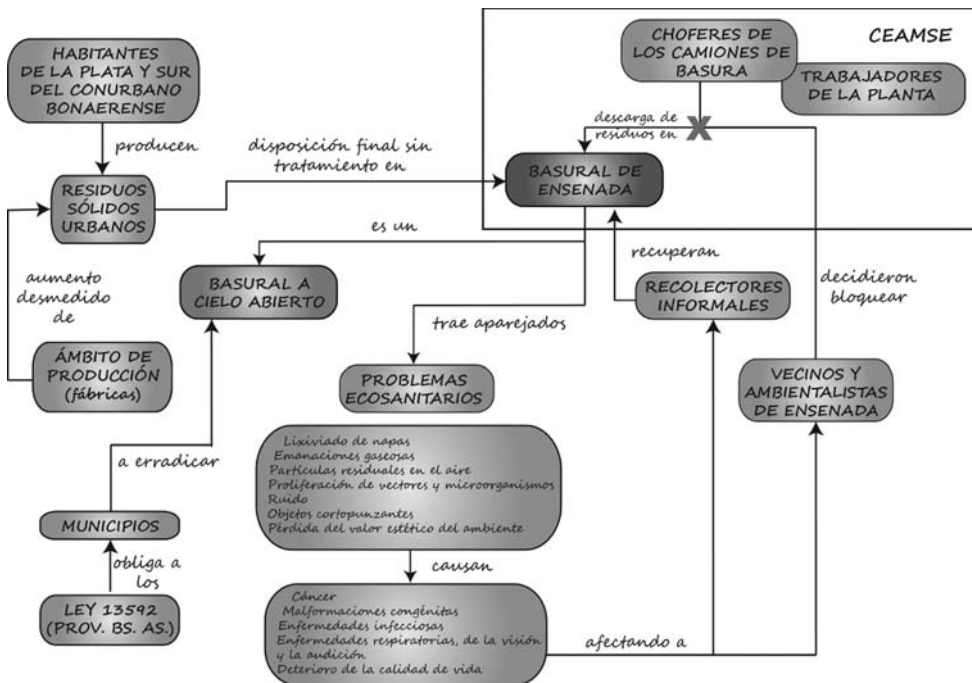 HABITANTES
DE LA PLATA Y SUR
DEL CONURBANO
BONAERENSE
producen
RESIDUOS
SÓLIDOS
URBANOS
aumento
desmedido
de
ÁMBITO DE
PRODUCCIÓN
(fábricas)
disposición final sin
tratamiento en
CEAMSE
CHOFERES DE
LOS CAMIONES DE
BASURA
TRABAJADORES
DE LA PLANTA
descarga de
residuos en
X
BASURAL DE
ENSENADA
es un
BASURAL A
CIELO ABIERTO
recuperan
RECOLECTORES
INFORMALES
decidieron
bloquear
VECINOS Y
AMBIENTALISTAS
DE ENSENADA
trae aparejados
PROBLEMAS
ECOSANITARIOS
Lixiviado de napas
Emanaciones gaseosas
Partículas residuales en el aire
Proliferación de vectores y microorganismos
Ruido
Objetos cortopunzantes
Pérdida del valor estético del ambiente
causan
Cáncer
Malformaciones congénitas
Enfermedades infecciosas
Enfermedades respiratorias, de la visión
y la audición
Deterioro de la calidad de vida
afectando a
a erradicar
MUNICIPIOS
obliga a
los
LEY 13592
(PROV. BS. AS.)